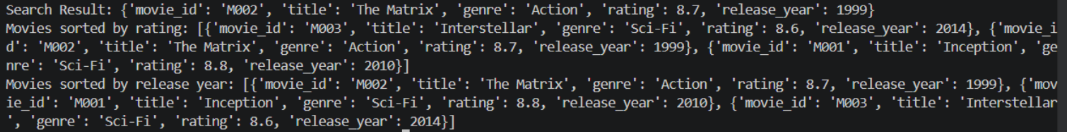 Search Result: {'movie_id': 'M002', 'title': 'The Matrix', 'genre': 'Action', 'rating': 8.7, 'release_year': 1999}
Movies sorted by rating: [{'movie_id': 'M003', 'title': 'Interstellar', 'genre': 'Sci-Fi', 'rating': 8.6, 'release_year': 2014}, {'movie_i
d': 'M002', 'title': 'The Matrix', 'genre': 'Action', 'rating': 8.7, 'release_year': 1999}, {'movie_id': 'M001', 'title': 'Inception', 'ge
nre': 'Sci-Fi', 'rating': 8.8, 'release_year': 2010}]
Movies sorted by release year: [{'movie_id': 'M002', 'title': 'The Matrix', 'genre': 'Action', 'rating': 8.7, 'release_year': 1999}, {'mov
ie_id': 'M001', 'title': 'Inception', 'genre': 'Sci-Fi', 'rating': 8.8, 'release_year': 2010}, {'movie_id': 'M003', 'title': 'Interstellar
', 'genre': 'Sci-Fi', 'rating': 8.6, 'release_year': 2014}]